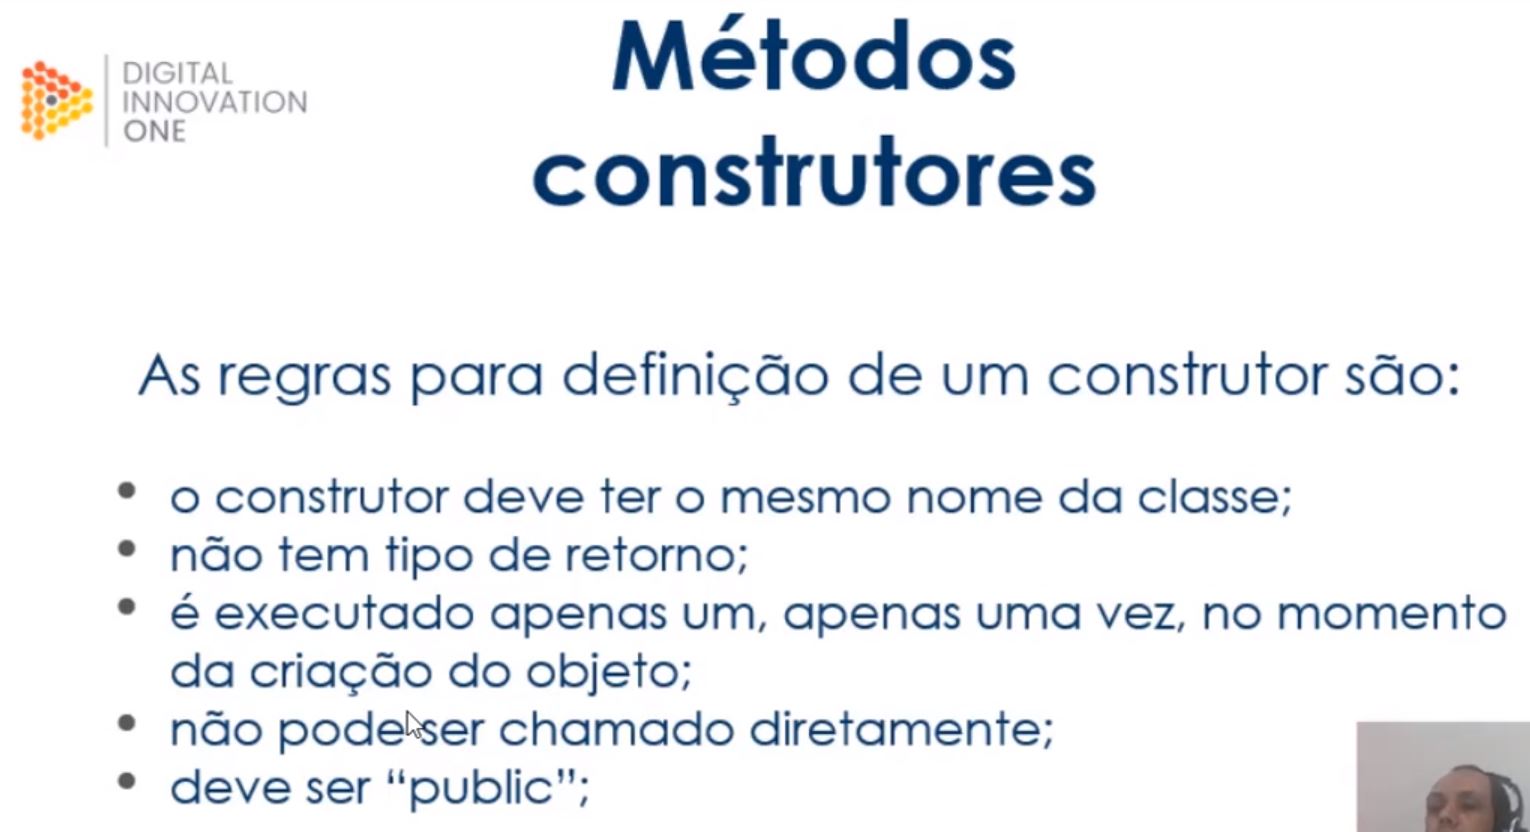 DIGITAL
INNOVATION
ONE
Métodos
construtores
As regras para definição de um construtor são:
• o construtor deve ter o mesmo nome da classe;
• não tem tipo de retorno;
• é executado apenas um, apenas uma vez, no momento
da criação do objeto;
• não pode ser chamado diretamente;
• deve ser “public”;